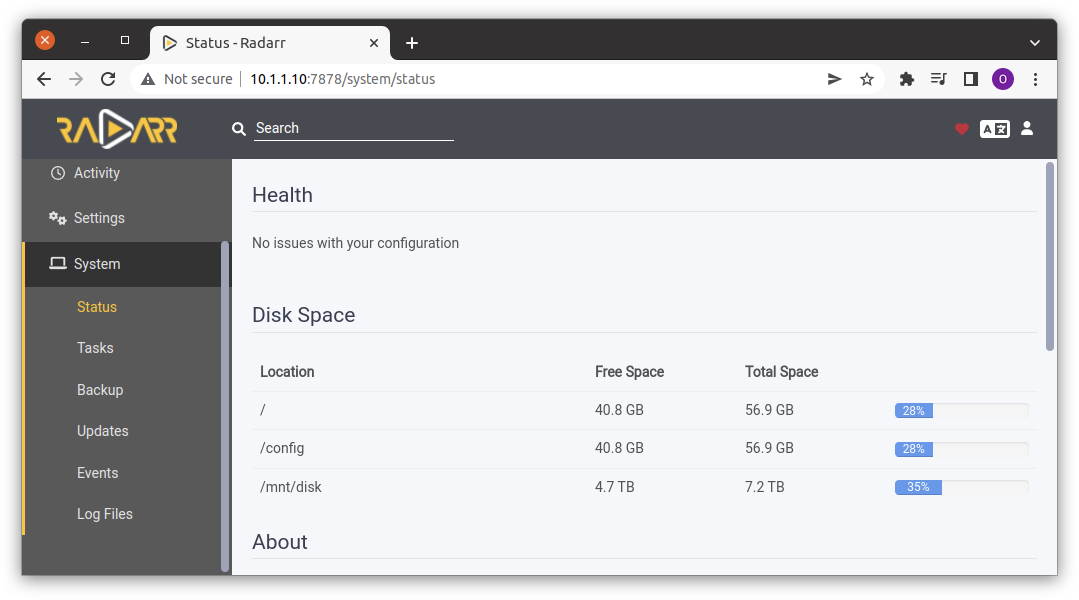 Status - Radarr
Not secure 10.1.1.10:7878/system/status
O
RADARR
Search
A 文
Activity
Settings
System
Status
Tasks
Backup
Updates
Events
Log Files
Health
No issues with your configuration
Disk Space
Location Free Space Total Space
/ 40.8 GB 56.9 GB 28%
/config 40.8 GB 56.9 GB 28%
/mnt/disk 4.7 TB 7.2 TB 35%
About